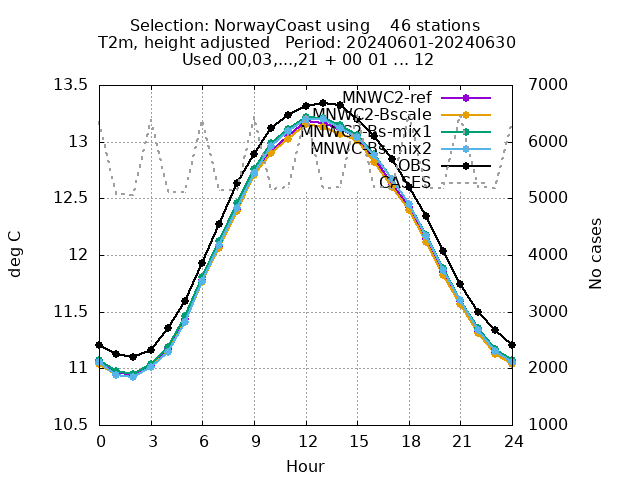 Selection: NorwayCoast using    46 stations
T2m, height adjusted   Period: 20240601-20240630
Used 00,03,...,21 + 00 01 ... 12
13.5
13
12.5
12
11.5
11
10.5
7000
6000
5000
4000
3000
2000
1000
MNWC2-ref
MNWC2-Bscale
MNWC2-Bs-mix1
MNWC-Bs-mix2
OBS
CASES
deg C
No cases
0 3 6 9 12 15 18 21 24
Hour